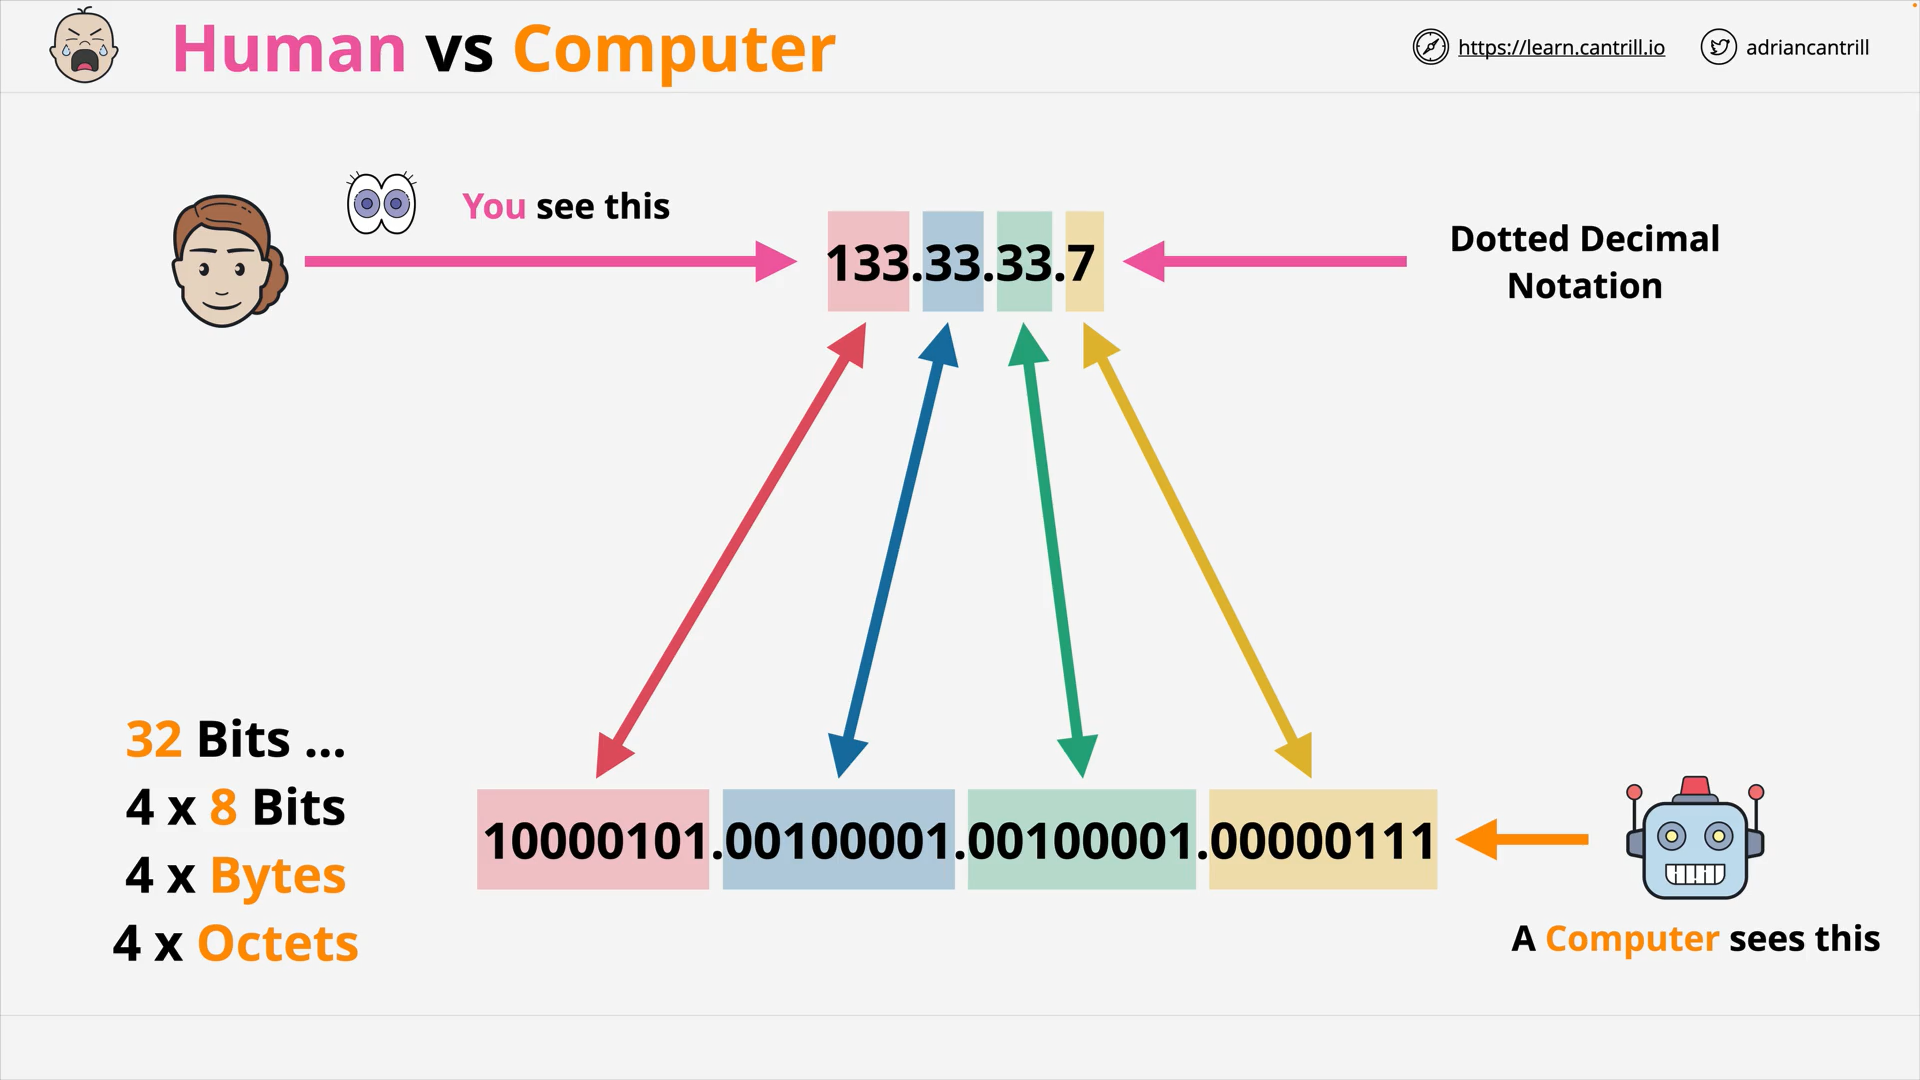 Human vs Computer
https://learn.cantrill.io
adriancantrill
You see this
133.33.33.7
Dotted Decimal
Notation
32 Bits ...
4 x 8 Bits
4 x Bytes
4 x Octets
10000101.00100001.00100001.00000111
A Computer sees this